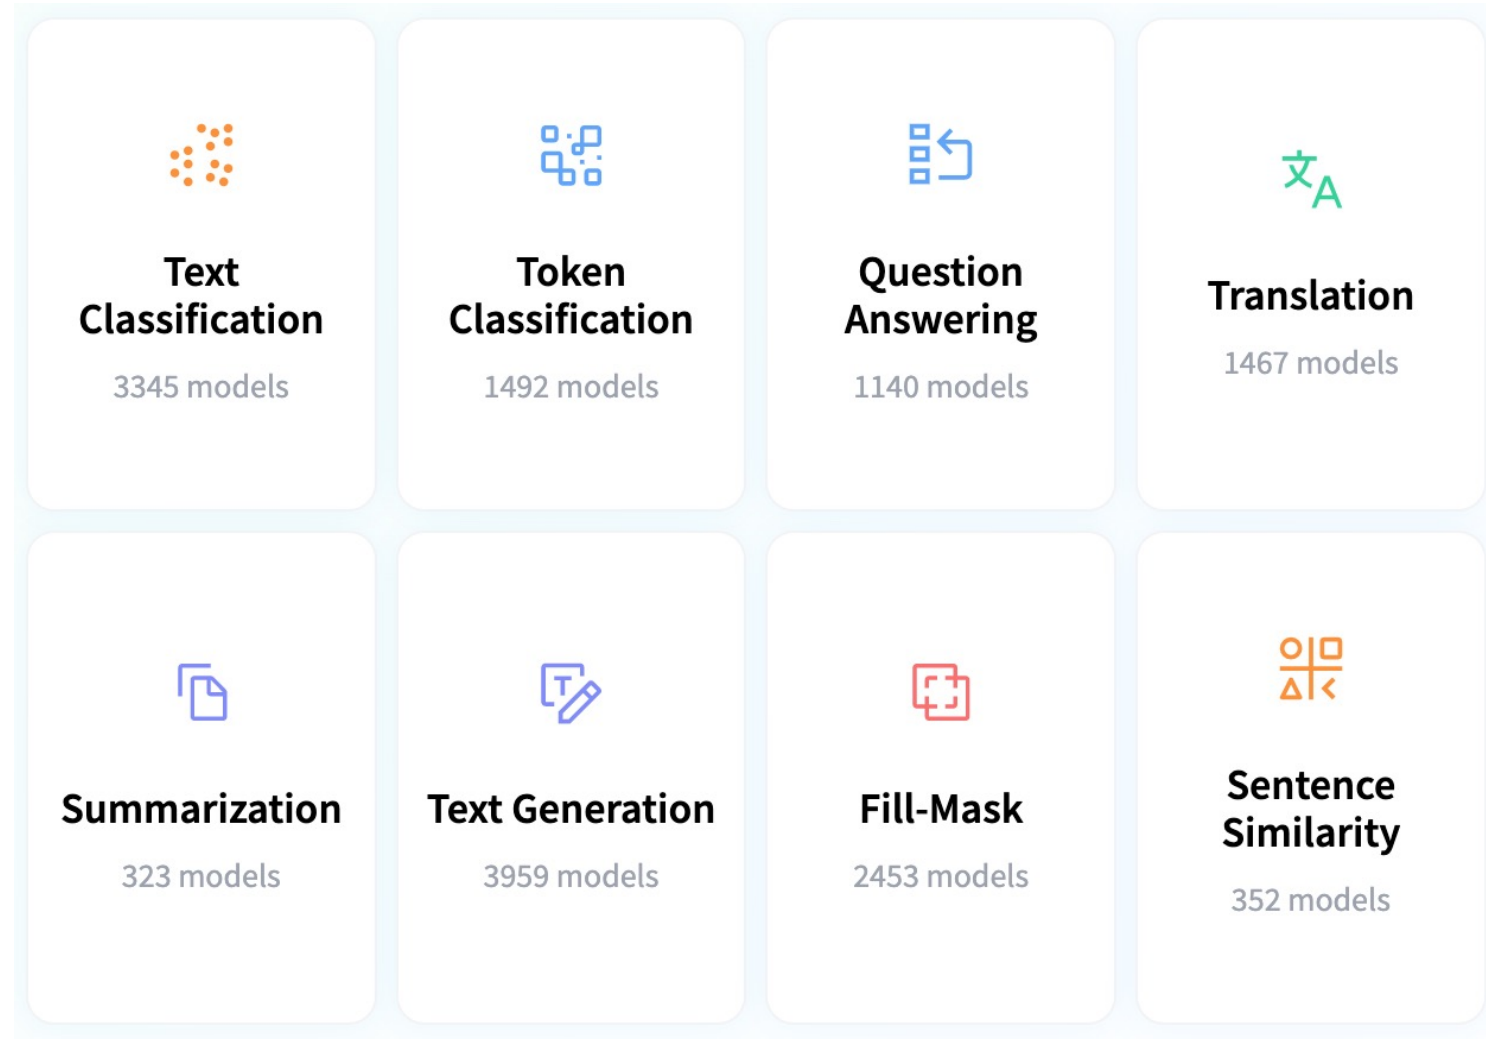 Text
Classification
3345 models
Token
Classification
1492 models
Question
Answering
1140 models
Translation
1467 models
Summarization
323 models
Text Generation
3959 models
Fill-Mask
2453 models
Sentence
Similarity
352 models